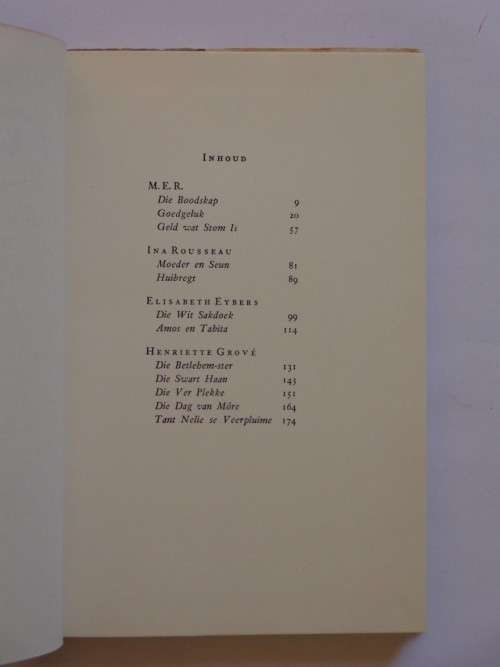 INHOUD
M.E.R.
Die Boodskap 9
Goedgeluk 20
Geld wat Stom Is 57
INA ROUSSEAU
Moeder en Seun 81
Huibregt 89
ELISABETH EYBERS
Die Wit Sakdoek 99
Amos en Tabita 114
HENRIETTE GROVÉ
Die Betlehem-ster 131
Die Swart Haan 143
Die Ver Plekke 151
Die Dag van Môre 164
Tant Nelie se Veerpluime 174